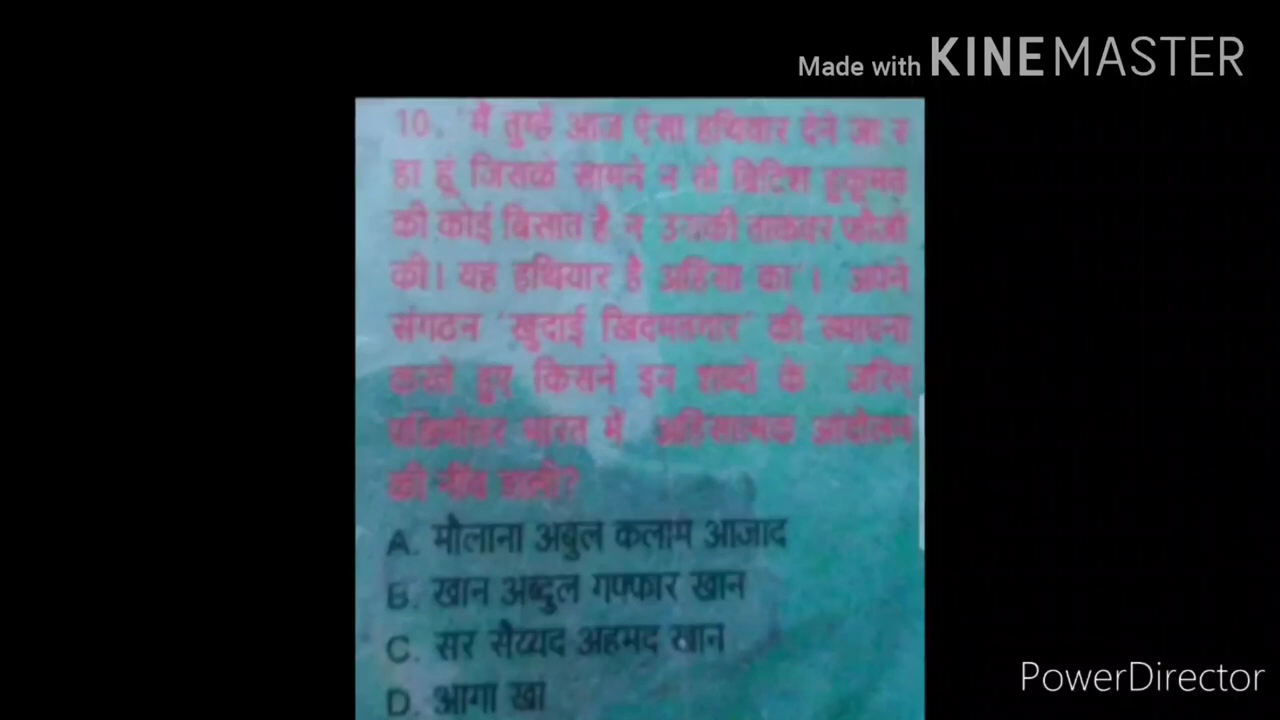 Made with KINEMASTER
10. 'मैं तुम्हें आज ऐसा हथियार देने जा र
हा हूं जिसके सामने न तो ब्रिटिश हुकूमत
की कोई बिसात है न उसकी ताकवर फौजों
की। यह हथियार है अहिंसा का'। अपने
संगठन 'खुदाई खिदमतगार' की स्थापना
करते हुए किसने इन शब्दों के जरिए
पश्चिमोत्तर भारत में अहिंसात्मक आंदोलन
की नींव डाली?
A. मौलाना अबुल कलाम आजाद
B. खान अब्दुल गफ्फार खान
C. सर सैय्यद अहमद खान
D. आगा खां
PowerDirector